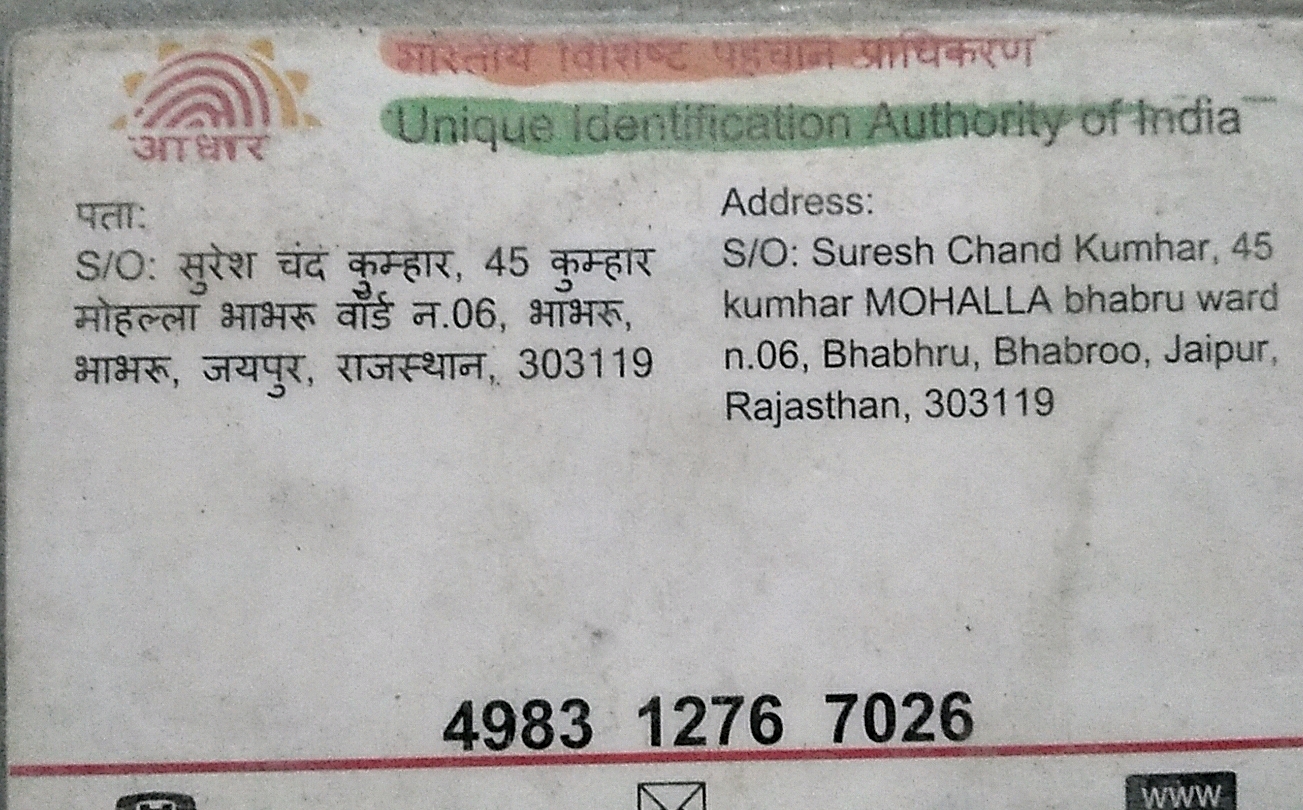 भारतीय विशिष्ट पहचान प्राधिकरण
Unique Identification Authority of India
आधार
पता:
S/O: सुरेश चंद कुम्हार, 45 कुम्हार
मोहल्ला भाभरू वॉर्ड न.06, भाभरू,
भाभरू, जयपुर, राजस्थान, 303119
Address:
S/O: Suresh Chand Kumhar, 45
kumhar MOHALLA bhabru ward
n.06, Bhabhru, Bhabroo, Jaipur,
Rajasthan, 303119
4983 1276 7026
www